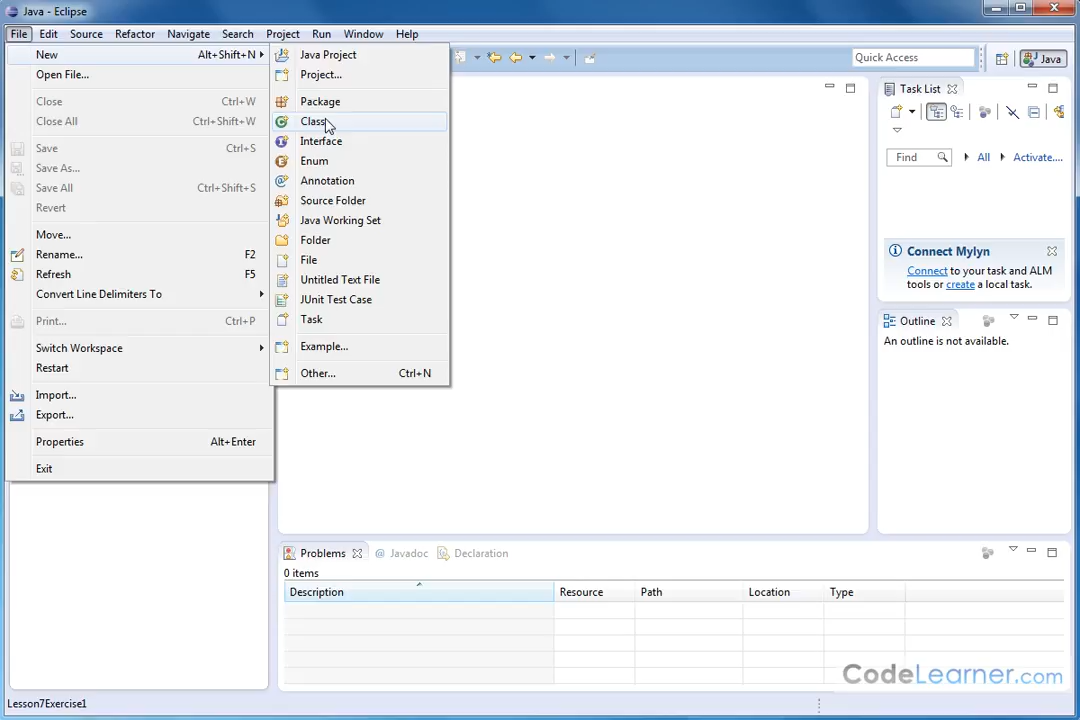 Java - Eclipse
File Edit Source Refactor Navigate Search Project Run Window Help
New Alt+Shift+N
Open File...
Close Ctrl+W
Close All Ctrl+Shift+W
Save Ctrl+S
Save As...
Save All Ctrl+Shift+S
Revert
Move...
Rename... F2
Refresh F5
Convert Line Delimiters To
Print... Ctrl+P
Switch Workspace
Restart
Import...
Export...
Properties Alt+Enter
Exit
Java Project
Project...
Package
Class
Interface
Enum
Annotation
Source Folder
Java Working Set
Folder
File
Untitled Text File
JUnit Test Case
Task
Example...
Other... Ctrl+N
Quick Access
Java
Task List
Find All Activate...
Connect Mylyn
Connect to your task and ALM
tools or create a local task.
Outline
An outline is not available.
Problems @ Javadoc Declaration
0 items
Description Resource Path Location Type
CodeLearner.com
Lesson7Exercise1